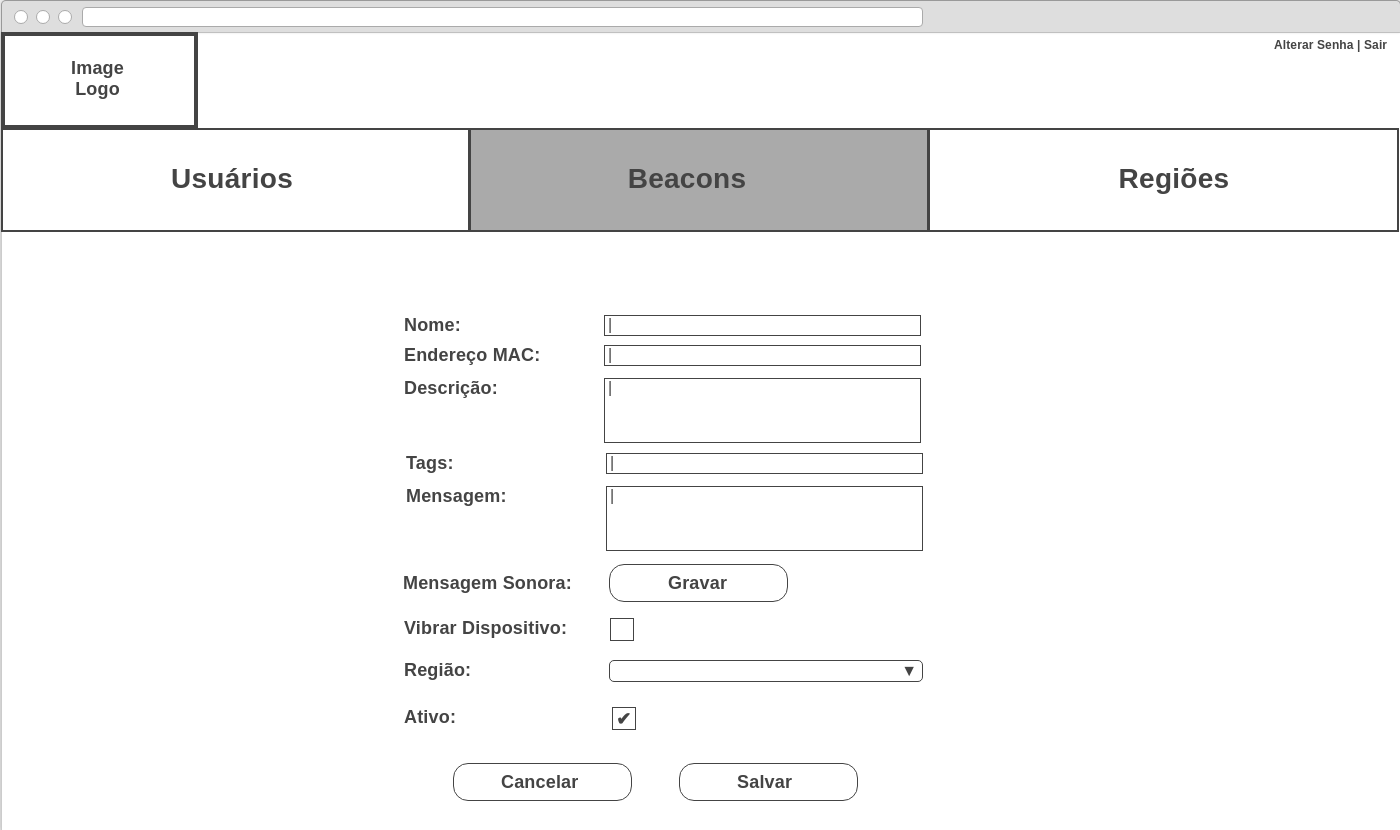 Alterar Senha | Sair
Image
Logo
Usuários
Beacons
Regiões
Nome:
Endereço MAC:
Descrição:
Tags:
Mensagem:
Mensagem Sonora:
Gravar
Vibrar Dispositivo:
Região:
Ativo:
Cancelar
Salvar